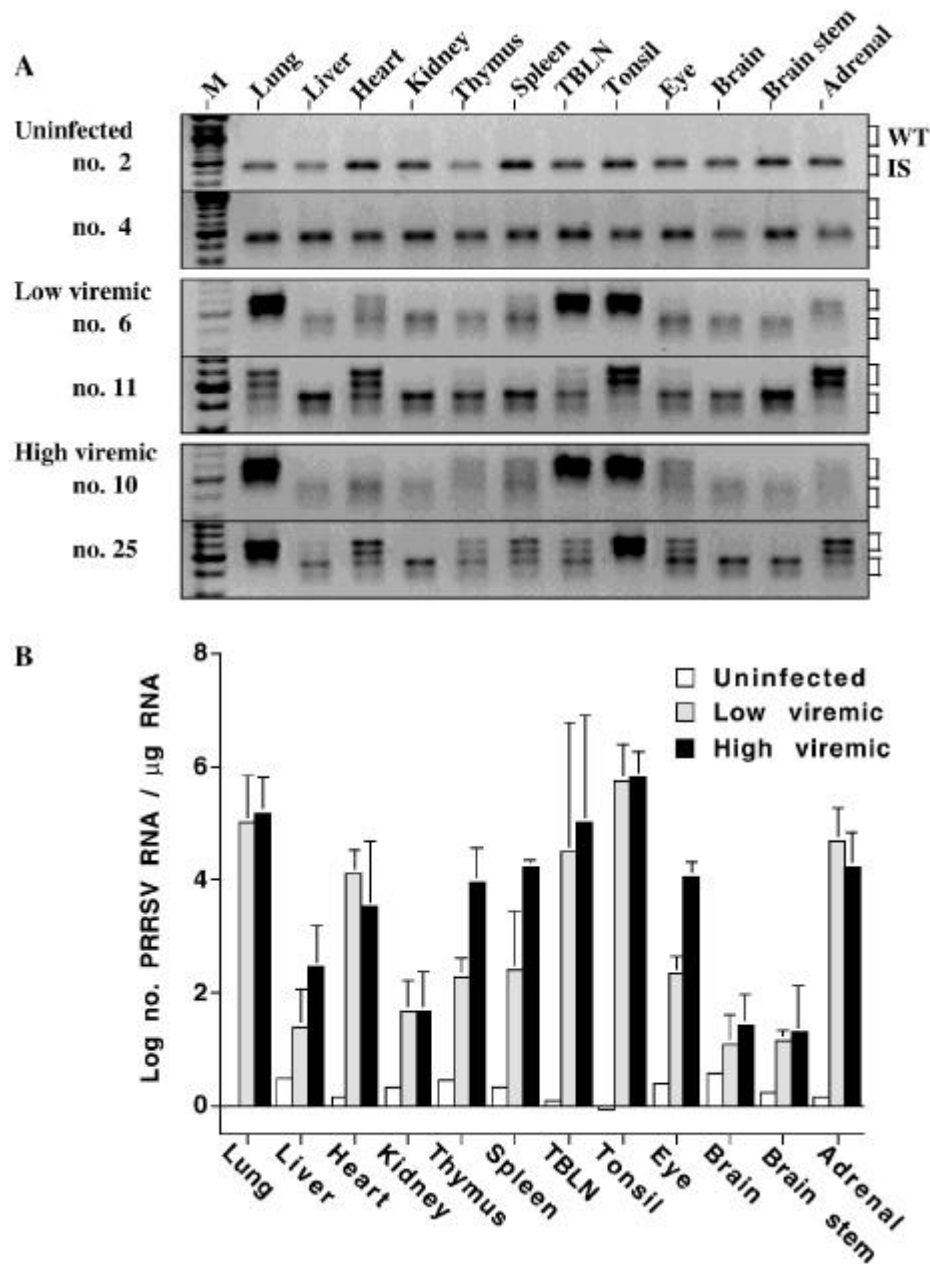 A
M Lung Liver Heart Kidney Thymus Spleen TBLN Tonsil Eye Brain Brain stem Adrenal
Uninfected
WT
no. 2
IS
no. 4
Low viremic
no. 6
no. 11
High viremic
no. 10
no. 25
B
Log no. PRRSV RNA / μg RNA
8
6
4
2
0
Uninfected
Low viremic
High viremic
Lung Liver Heart Kidney Thymus Spleen TBLN Tonsil Eye Brain Brain stem Adrenal